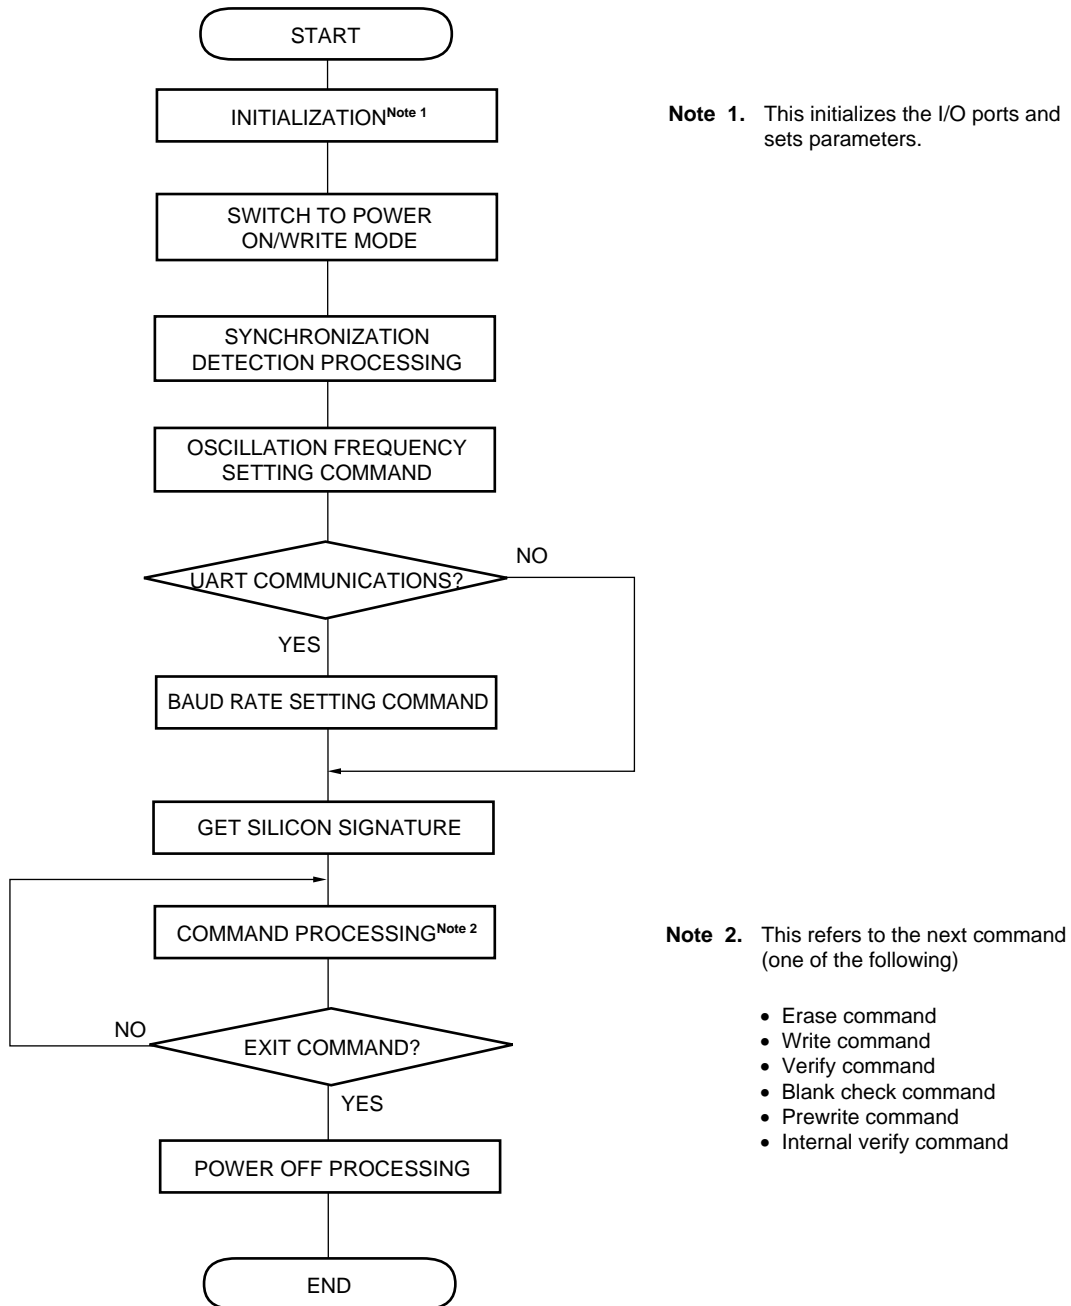 START
INITIALIZATIONNote 1
Note 1. This initializes the I/O ports and
sets parameters.
SWITCH TO POWER
ON/WRITE MODE
SYNCHRONIZATION
DETECTION PROCESSING
OSCILLATION FREQUENCY
SETTING COMMAND
UART COMMUNICATIONS?
NO
YES
BAUD RATE SETTING COMMAND
GET SILICON SIGNATURE
COMMAND PROCESSINGNote 2
Note 2. This refers to the next command
(one of the following)
• Erase command
• Write command
• Verify command
• Blank check command
• Prewrite command
• Internal verify command
NO
EXIT COMMAND?
YES
POWER OFF PROCESSING
END